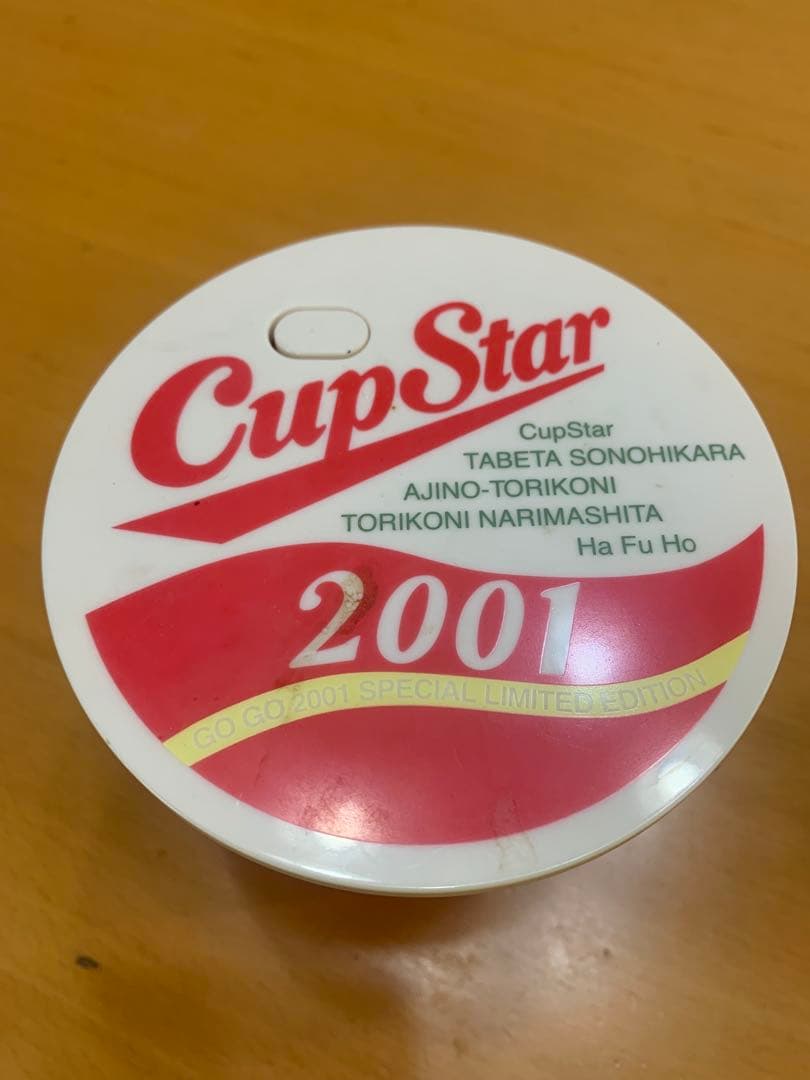 CupStar
CupStar
TABETA SONOHIKARA
AJINO-TORIKONI
TORIKONI NARIMASHITA
Ha Fu Ho
2001
GO GO 2001 SPECIAL LIMITED EDITION